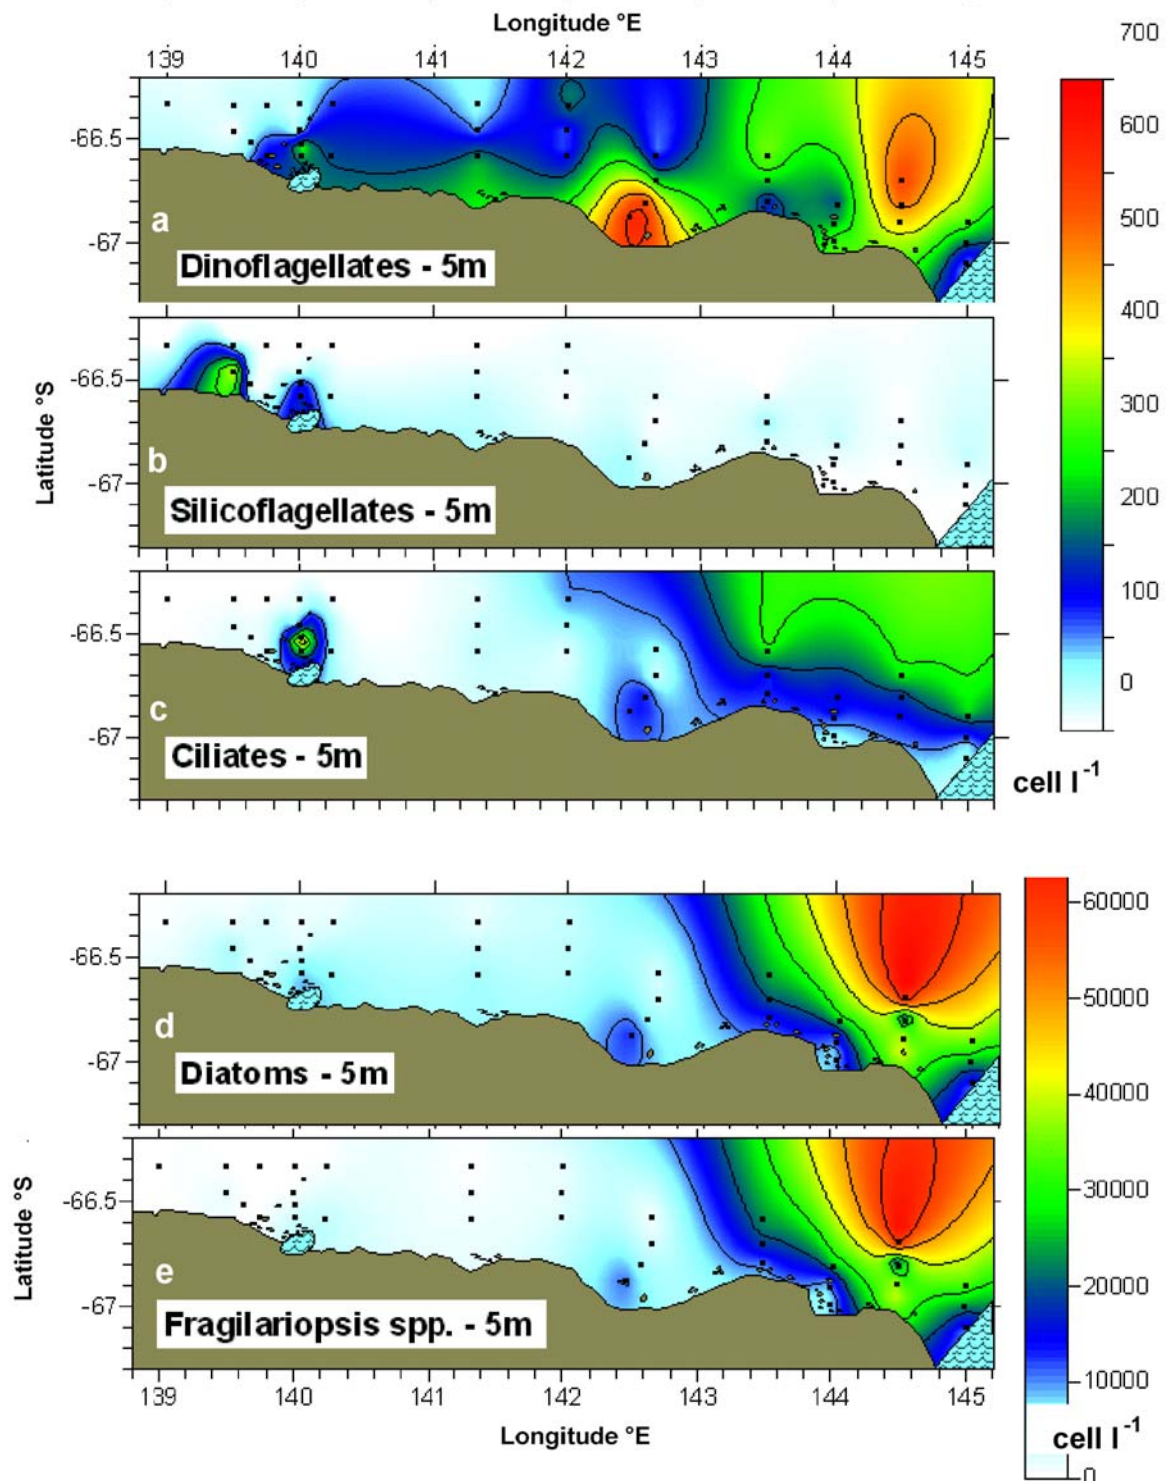 Longitude °E
139 140 141 142 143 144 145
700
600
500
400
300
200
100
0
cell l⁻¹
-66.5
-67
a
Dinoflagellates - 5m
Latitude °S
-66.5
-67
b
Silicoflagellates - 5m
-66.5
-67
c
Ciliates - 5m
60000
50000
40000
30000
20000
10000
0
cell l⁻¹
-66.5
-67
d
Diatoms - 5m
Latitude °S
-66.5
-67
e
Fragilariopsis spp. - 5m
139 140 141 142 143 144 145
Longitude °E